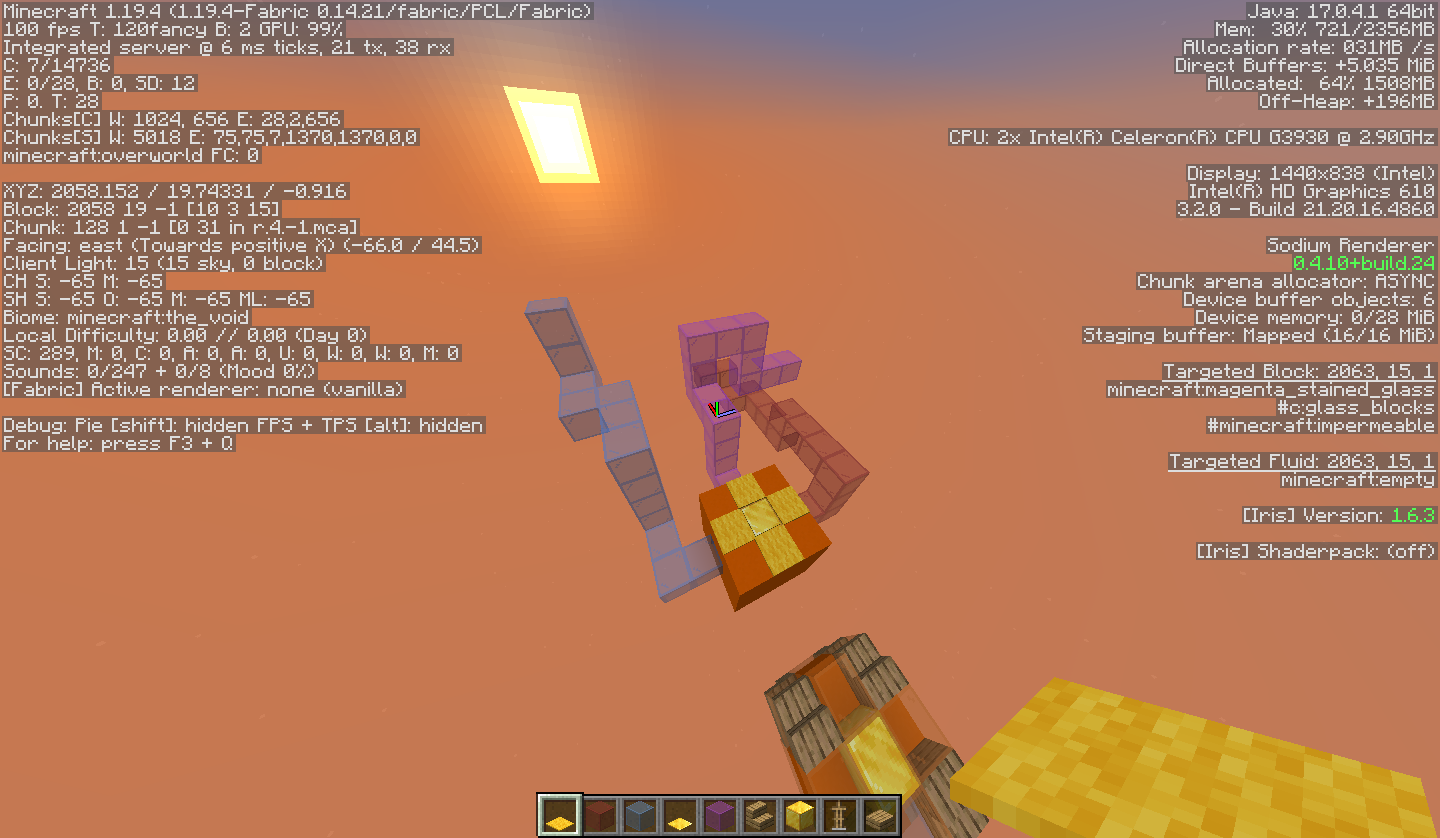 Minecraft 1.19.4 (1.19.4-Fabric 0.14.21/fabric/PCL/Fabric)
100 fps T: 120fancy B: 2 GPU: 99%
Integrated server @ 6 ms ticks, 21 tx, 38 rx
C: 7/14736
E: 0/28, B: 0, SD: 12
P: 0. T: 28
Chunks[C] W: 1024, 656 E: 28,2,656
Chunks[S] W: 5018 E: 75,75,7,1370,1370,0,0
minecraft:overworld FC: 0
XYZ: 2058.152 / 19.74331 / -0.916
Block: 2058 19 -1 [10 3 15]
Chunk: 128 1 -1 [0 31 in r.4.-1.mca]
Facing: east (Towards positive X) (-66.0 / 44.5)
Client Light: 15 (15 sky, 0 block)
CH S: -65 M: -65
SH S: -65 O: -65 M: -65 ML: -65
Biome: minecraft:the_void
Local Difficulty: 0.00 // 0.00 (Day 0)
SC: 289, M: 0, C: 0, A: 0, A: 0, U: 0, W: 0, W: 0, M: 0
Sounds: 0/247 + 0/8 (Mood 0%)
[Fabric] Active renderer: none (vanilla)
Debug: Pie [shift]: hidden FPS + TPS [alt]: hidden
For help: press F3 + Q
Java: 17.0.4.1 64bit
Mem: 30% 721/2356MB
Allocation rate: 031MB /s
Direct Buffers: +5.035 MiB
Allocated: 64% 1508MB
Off-Heap: +196MB
CPU: 2x Intel(R) Celeron(R) CPU G3930 @ 2.90GHz
Display: 1440x838 (Intel)
Intel(R) HD Graphics 610
3.2.0 - Build 21.20.16.4860
Sodium Renderer
0.4.10+build.24
Chunk arena allocator: ASYNC
Device buffer objects: 6
Device memory: 0/28 MiB
Staging buffer: Mapped (16/16 MiB)
Targeted Block: 2063, 15, 1
minecraft:magenta_stained_glass
#c:glass_blocks
#minecraft:impermeable
Targeted Fluid: 2063, 15, 1
minecraft:empty
[Iris] Version: 1.6.3
[Iris] Shaderpack: (off)